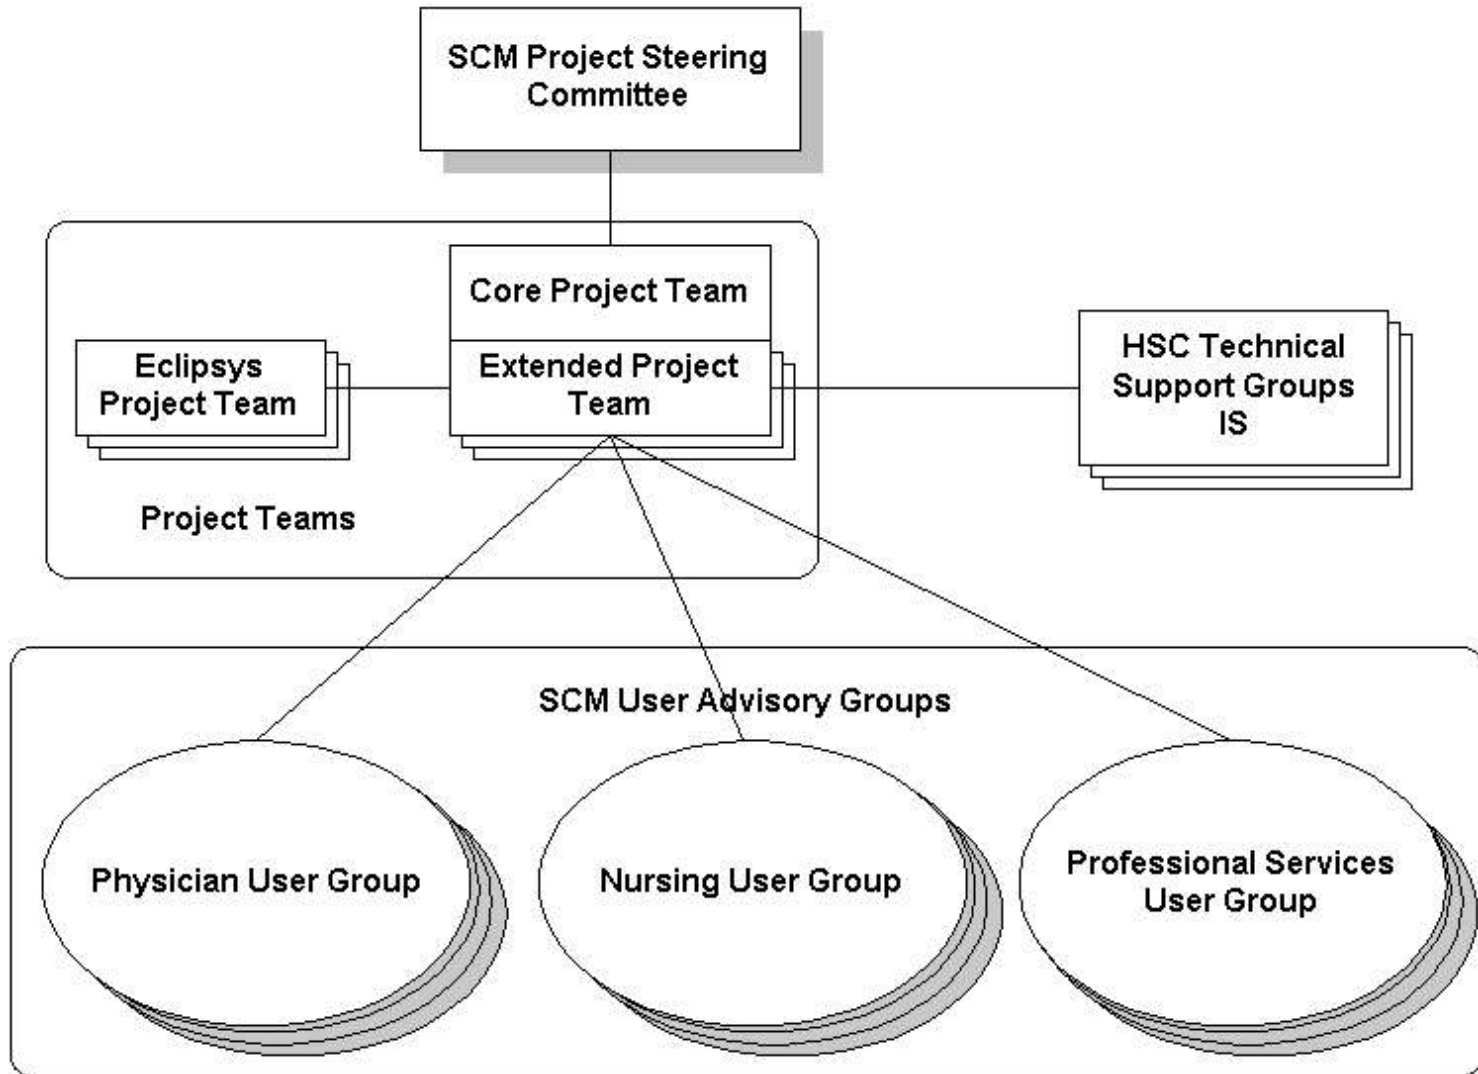 SCM Project Steering
Committee
Core Project Team
Eclipsys
Project Team
Extended Project
Team
HSC Technical
Support Groups
IS
Project Teams
SCM User Advisory Groups
Physician User Group
Nursing User Group
Professional Services
User Group